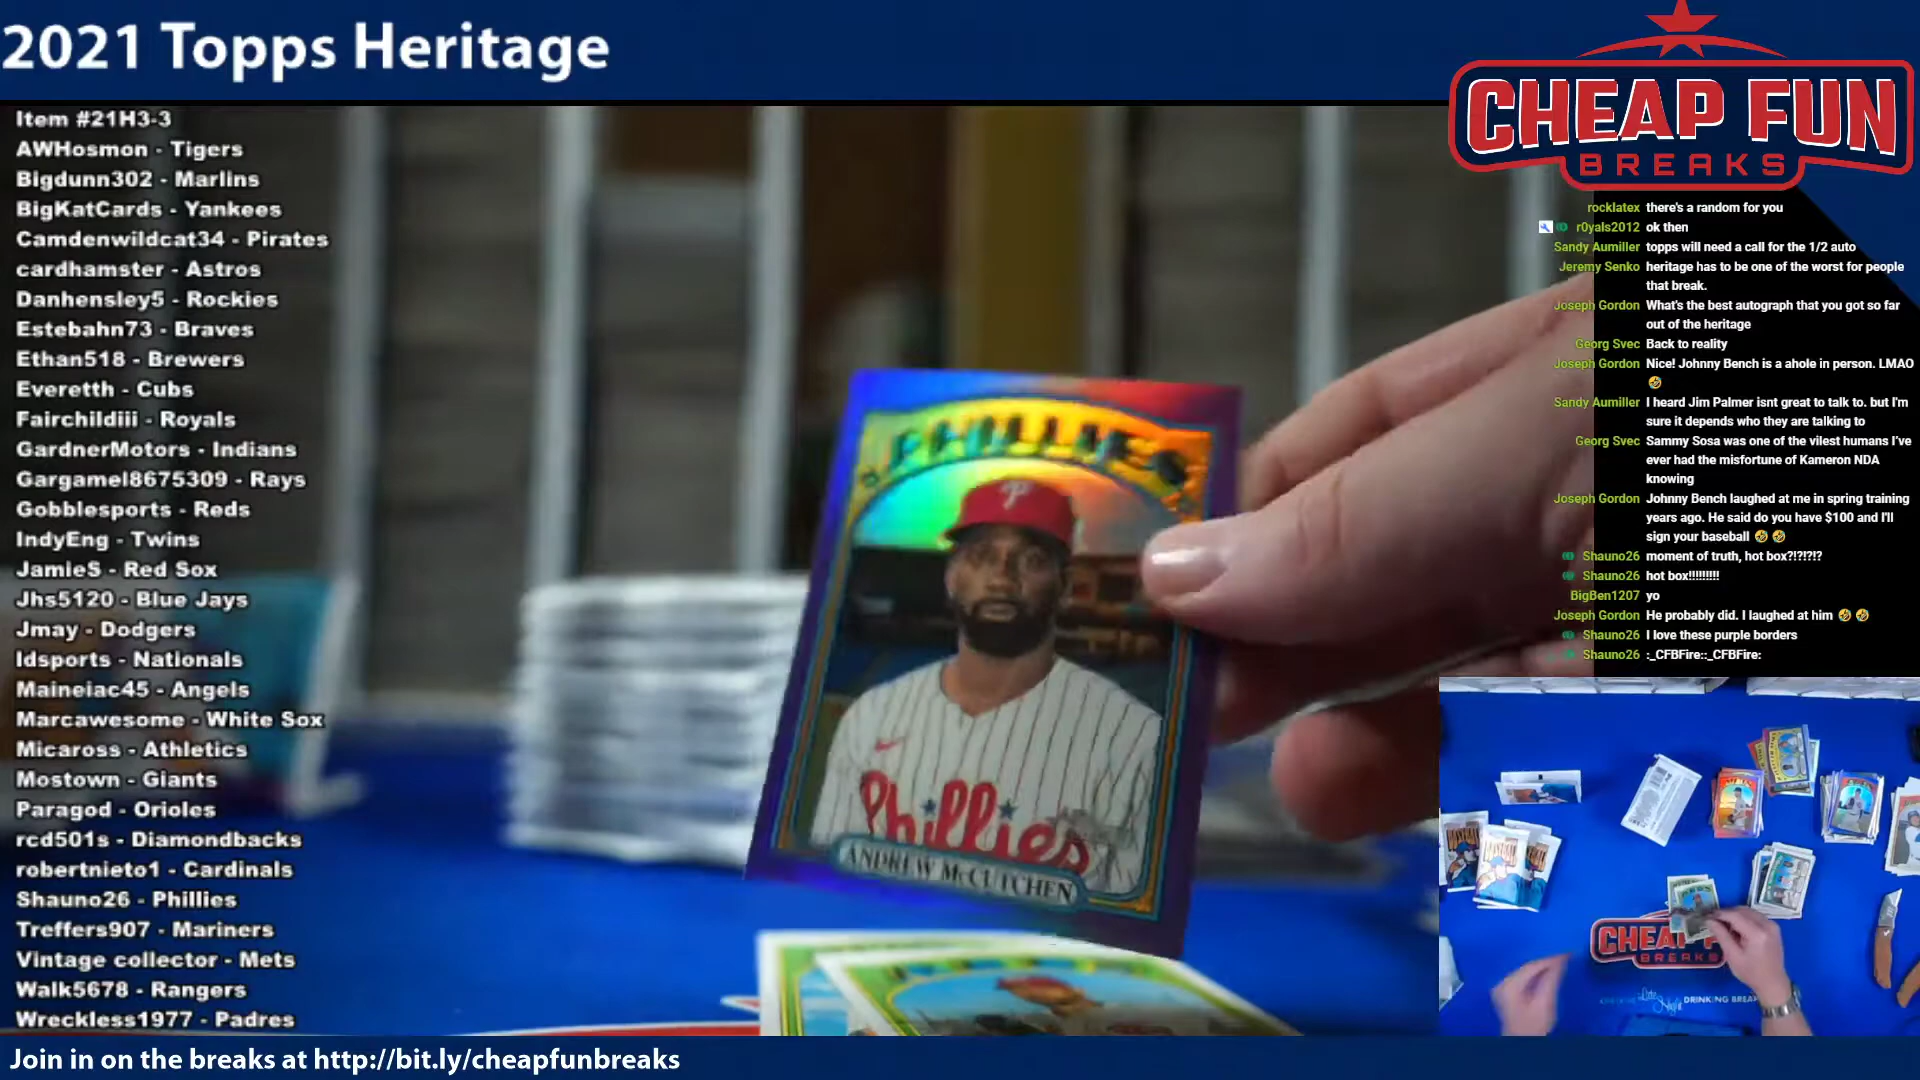 2021 Topps Heritage
CHEAP FUN
BREAKS
Item #21H3-3
AWHosmon - Tigers
Bigdunn302 - Marlins
BigKatCards - Yankees
Camdenwildcat34 - Pirates
cardhamster - Astros
Danhensley5 - Rockies
Estebahn73 - Braves
Ethan518 - Brewers
Everetth - Cubs
Fairchildiii - Royals
GardnerMotors - Indians
Gargamel8675309 - Rays
Gobblesports - Reds
IndyEng - Twins
JamieS - Red Sox
Jhs5120 - Blue Jays
Jmay - Dodgers
ldsports - Nationals
Maineiac45 - Angels
Marcawesome - White Sox
Micaross - Athletics
Mostown - Giants
Paragod - Orioles
rcd501s - Diamondbacks
robertnieto1 - Cardinals
Shauno26 - Phillies
Treffers907 - Mariners
Vintage collector - Mets
Walk5678 - Rangers
Wreckless1977 - Padres
PHILLIES
Phillies
ANDREW McCUTCHEN
rocklatex there's a random for you
r0yals2012 ok then
Sandy Aumiller topps will need a call for the 1/2 auto
Jeremy Senko heritage has to be one of the worst for people
that break.
Joseph Gordon What's the best autograph that you got so far
out of the heritage
Georg Svec Back to reality
Joseph Gordon Nice! Johnny Bench is a ahole in person. LMAO
🤣
Sandy Aumiller I heard Jim Palmer isnt great to talk to. but I'm
sure it depends who they are talking to
Georg Svec Sammy Sosa was one of the vilest humans I've
ever had the misfortune of Kameron NDA
knowing
Joseph Gordon Johnny Bench laughed at me in spring training
years ago. He said do you have $100 and I'll
sign your baseball 🤣 🤣
Shauno26 moment of truth, hot box?!?!?!?
Shauno26 hot box!!!!!!!!!
BigBen1207 yo
Joseph Gordon He probably did. I laughed at him 🤣 🤣
Shauno26 I love these purple borders
Shauno26 :_CFBFire::_CFBFire:
CHEAP F
BREAKS
Late Night DRINKING BREA
Join in on the breaks at http://bit.ly/cheapfunbreaks